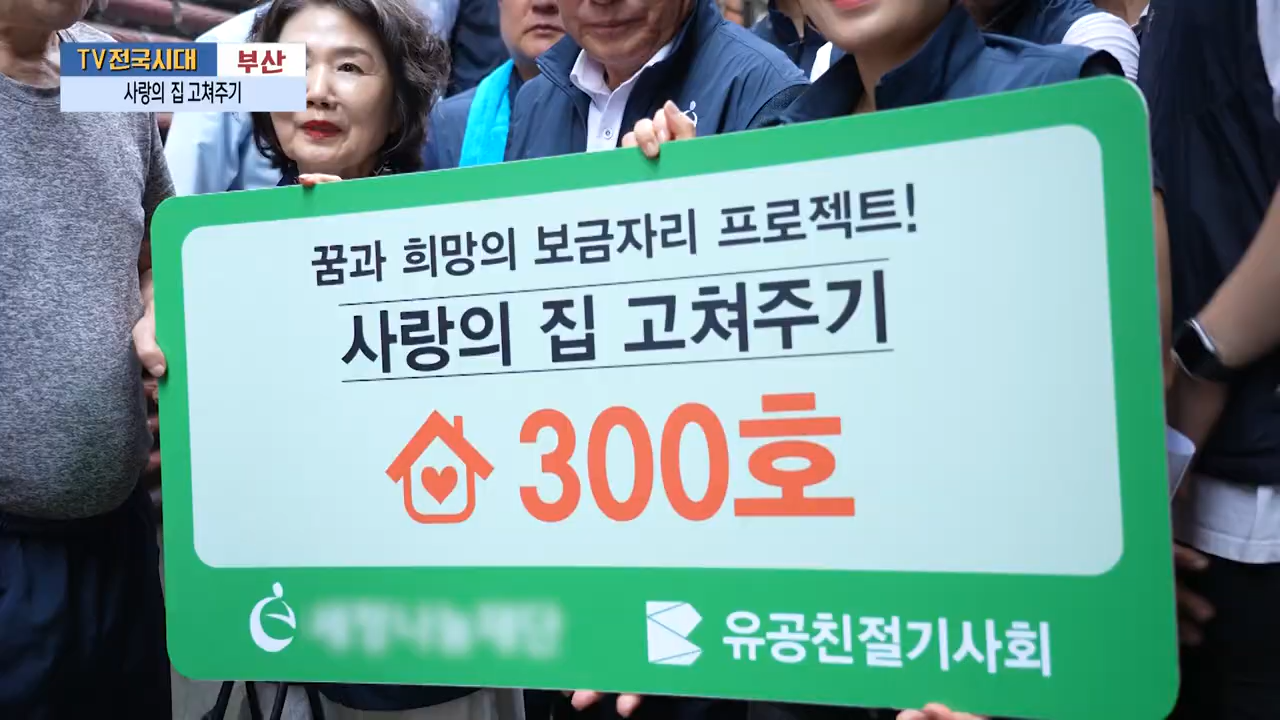 TV전국시대 부산
사랑의 집 고쳐주기
꿈과 희망의 보금자리 프로젝트!
사랑의 집 고쳐주기
300호
유공친절기사회